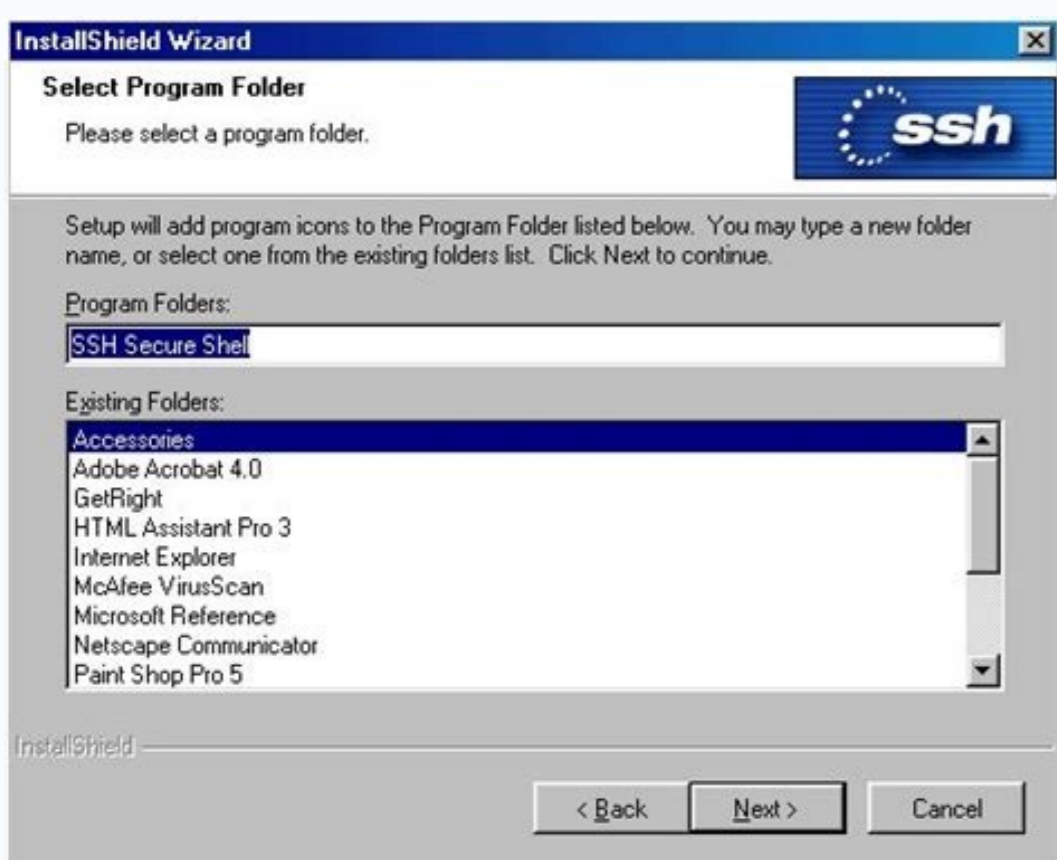 InstallShield Wizard
Select Program Folder
Please select a program folder.
ssh
Setup will add program icons to the Program Folder listed below. You may type a new folder
name, or select one from the existing folders list. Click Next to continue.
Program Folders:
SSH Secure Shell
Existing Folders:
Accessories
Adobe Acrobat 4.0
GetRight
HTML Assistant Pro 3
Internet Explorer
McAfee VirusScan
Microsoft Reference
Netscape Communicator
Paint Shop Pro 5
InstallShield
< Back
Next >
Cancel